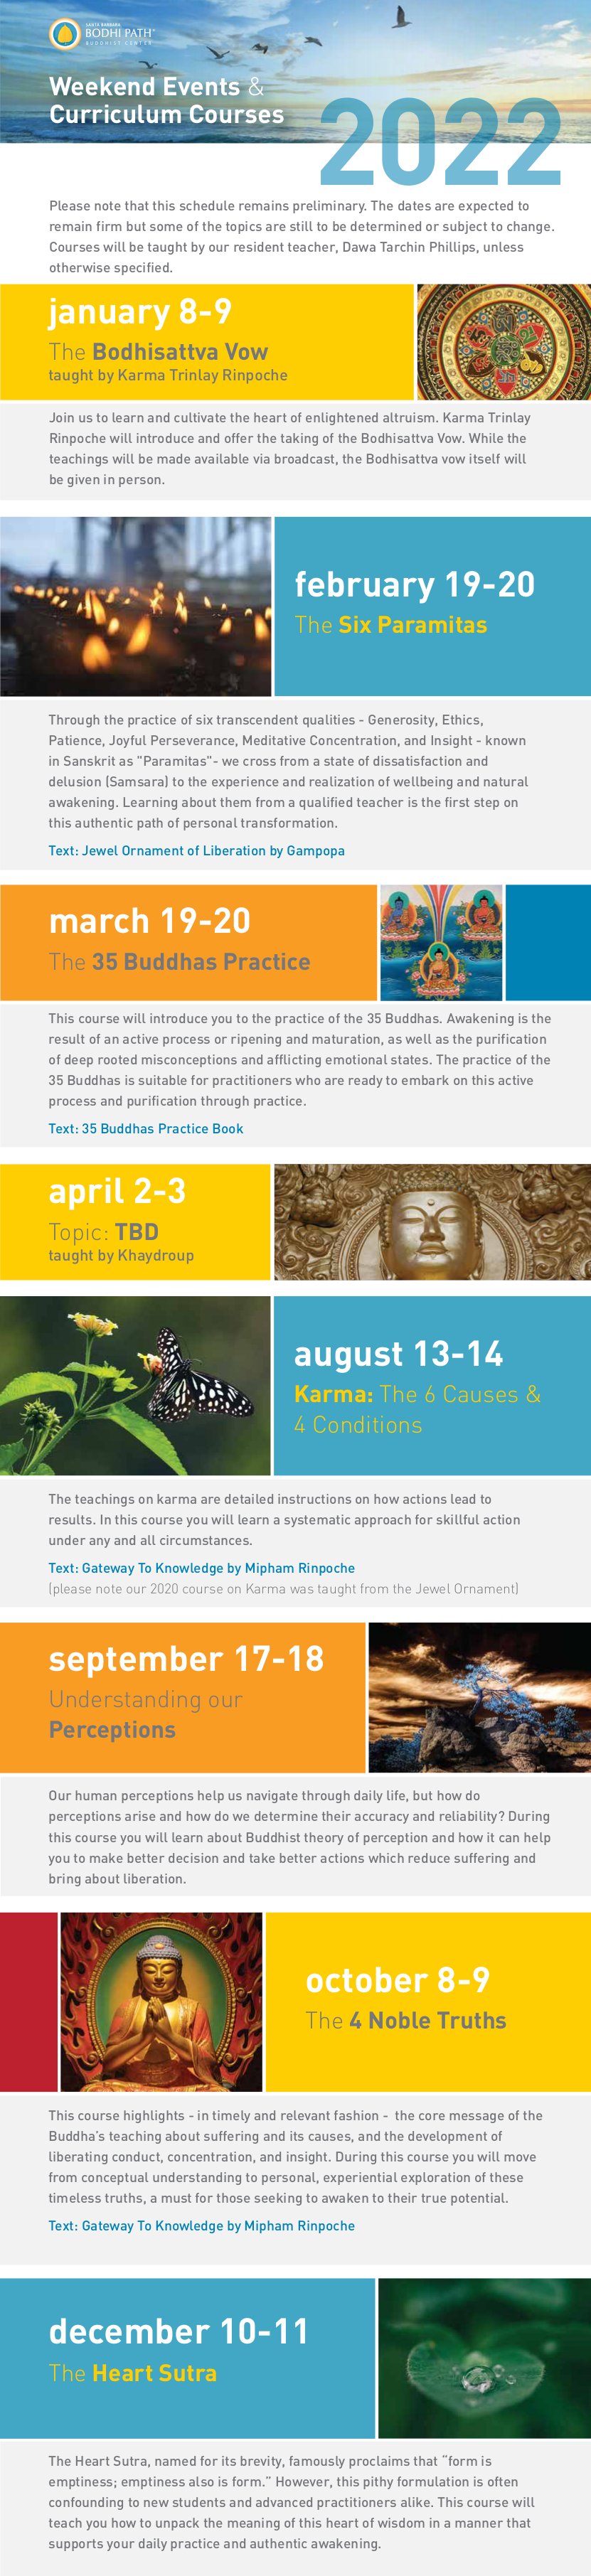 SANTA BARBARA
BODHI PATH
BUDDHIST CENTER
Weekend Events &
Curriculum Courses
2022
Please note that this schedule remains preliminary. The dates are expected to
remain firm but some of the topics are still to be determined or subject to change.
Courses will be taught by our resident teacher, Dawa Tarchin Phillips, unless
otherwise specified.
january 8-9
The Bodhisattva Vow
taught by Karma Trinlay Rinpoche
Join us to learn and cultivate the heart of enlightened altruism. Karma Trinlay
Rinpoche will introduce and offer the taking of the Bodhisattva Vow. While the
teachings will be made available via broadcast, the Bodhisattva vow itself will
be given in person.
february 19-20
The Six Paramitas
Through the practice of six transcendent qualities - Generosity, Ethics,
Patience, Joyful Perseverance, Meditative Concentration, and Insight - known
in Sanskrit as "Paramitas"- we cross from a state of dissatisfaction and
delusion (Samsara) to the experience and realization of wellbeing and natural
awakening. Learning about them from a qualified teacher is the first step on
this authentic path of personal transformation.
Text: Jewel Ornament of Liberation by Gampopa
march 19-20
The 35 Buddhas Practice
This course will introduce you to the practice of the 35 Buddhas. Awakening is the
result of an active process or ripening and maturation, as well as the purification
of deep rooted misconceptions and afflicting emotional states. The practice of the
35 Buddhas is suitable for practitioners who are ready to embark on this active
process and purification through practice.
Text: 35 Buddhas Practice Book
april 2-3
Topic: TBD
taught by Khaydroup
august 13-14
Karma: The 6 Causes &
4 Conditions
The teachings on karma are detailed instructions on how actions lead to
results. In this course you will learn a systematic approach for skillful action
under any and all circumstances.
Text: Gateway To Knowledge by Mipham Rinpoche
(please note our 2020 course on Karma was taught from the Jewel Ornament)
september 17-18
Understanding our
Perceptions
Our human perceptions help us navigate through daily life, but how do
perceptions arise and how do we determine their accuracy and reliability? During
this course you will learn about Buddhist theory of perception and how it can help
you to make better decision and take better actions which reduce suffering and
bring about liberation.
october 8-9
The 4 Noble Truths
This course highlights - in timely and relevant fashion - the core message of the
Buddha's teaching about suffering and its causes, and the development of
liberating conduct, concentration, and insight. During this course you will move
from conceptual understanding to personal, experiential exploration of these
timeless truths, a must for those seeking to awaken to their true potential.
Text: Gateway To Knowledge by Mipham Rinpoche
december 10-11
The Heart Sutra
The Heart Sutra, named for its brevity, famously proclaims that "form is
emptiness; emptiness also is form." However, this pithy formulation is often
confounding to new students and advanced practitioners alike. This course will
teach you how to unpack the meaning of this heart of wisdom in a manner that
supports your daily practice and authentic awakening.